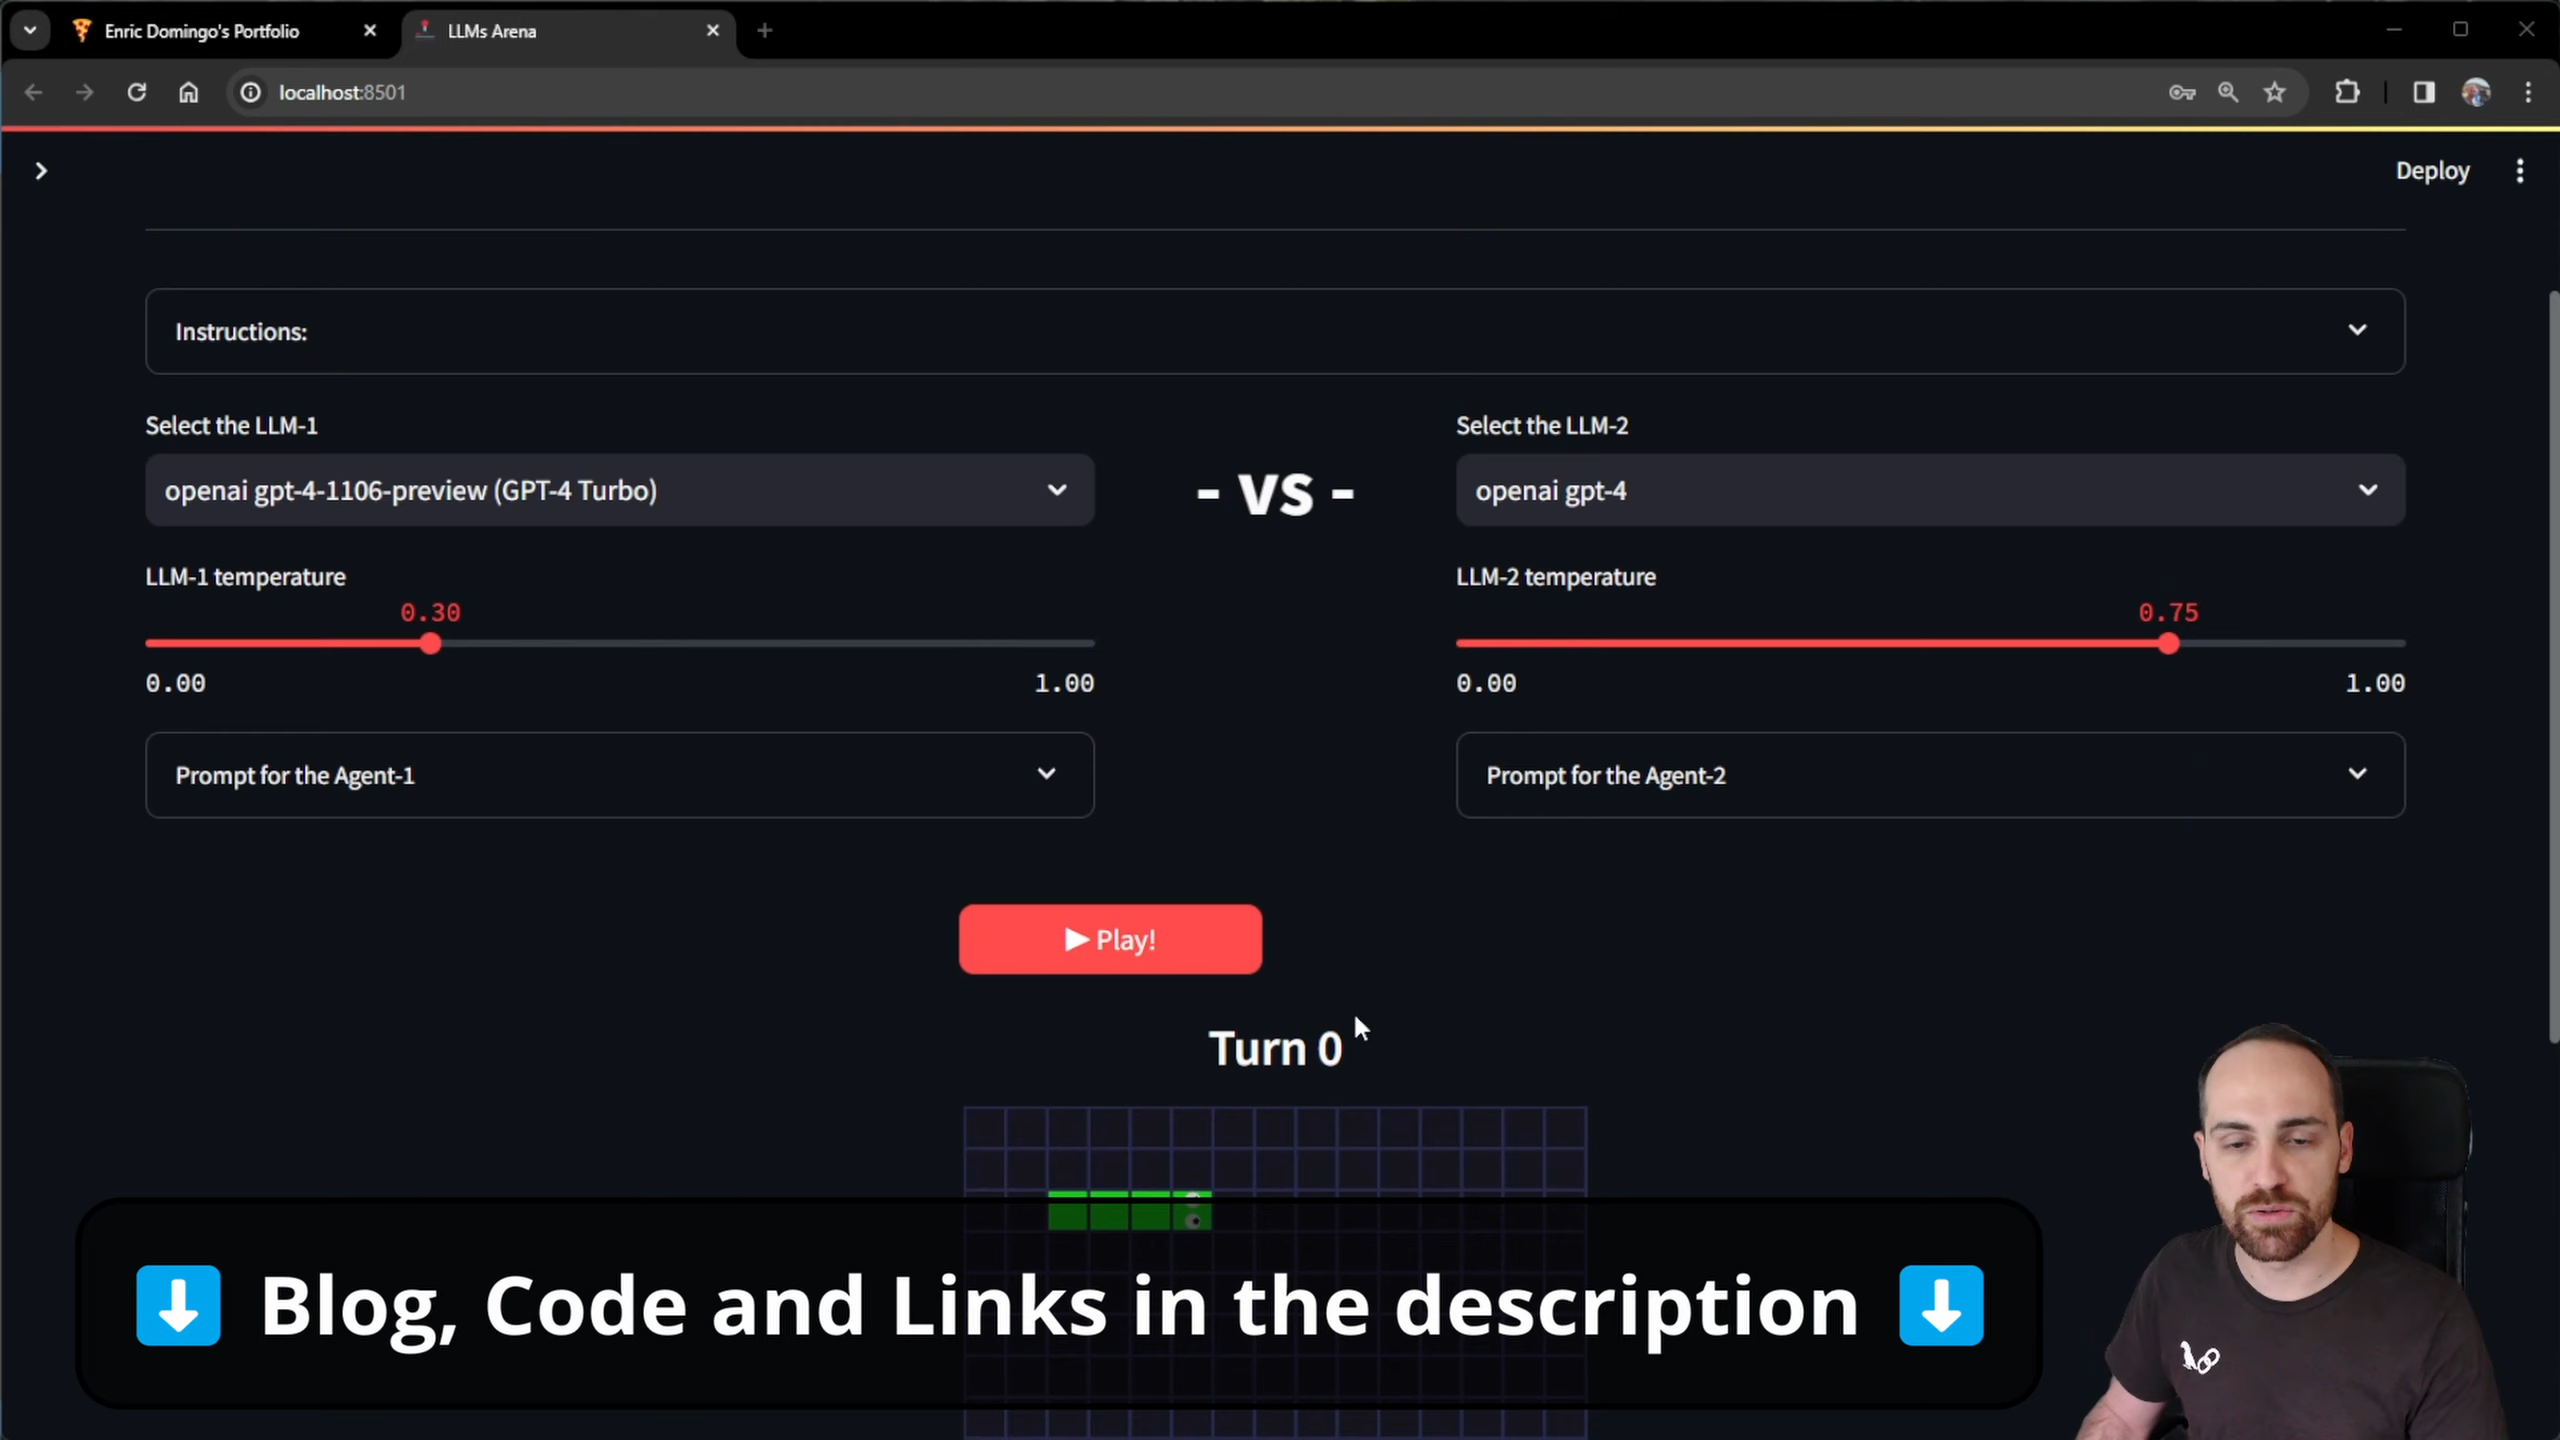 Enric Domingo's Portfolio
LLMs Arena
localhost:8501
Deploy
Instructions:
Select the LLM-1
Select the LLM-2
openai gpt-4-1106-preview (GPT-4 Turbo)
- VS -
openai gpt-4
LLM-1 temperature
LLM-2 temperature
0.30
0.75
0.00
1.00
0.00
1.00
Prompt for the Agent-1
Prompt for the Agent-2
▶ Play!
Turn 0
⬇ Blog, Code and Links in the description ⬇